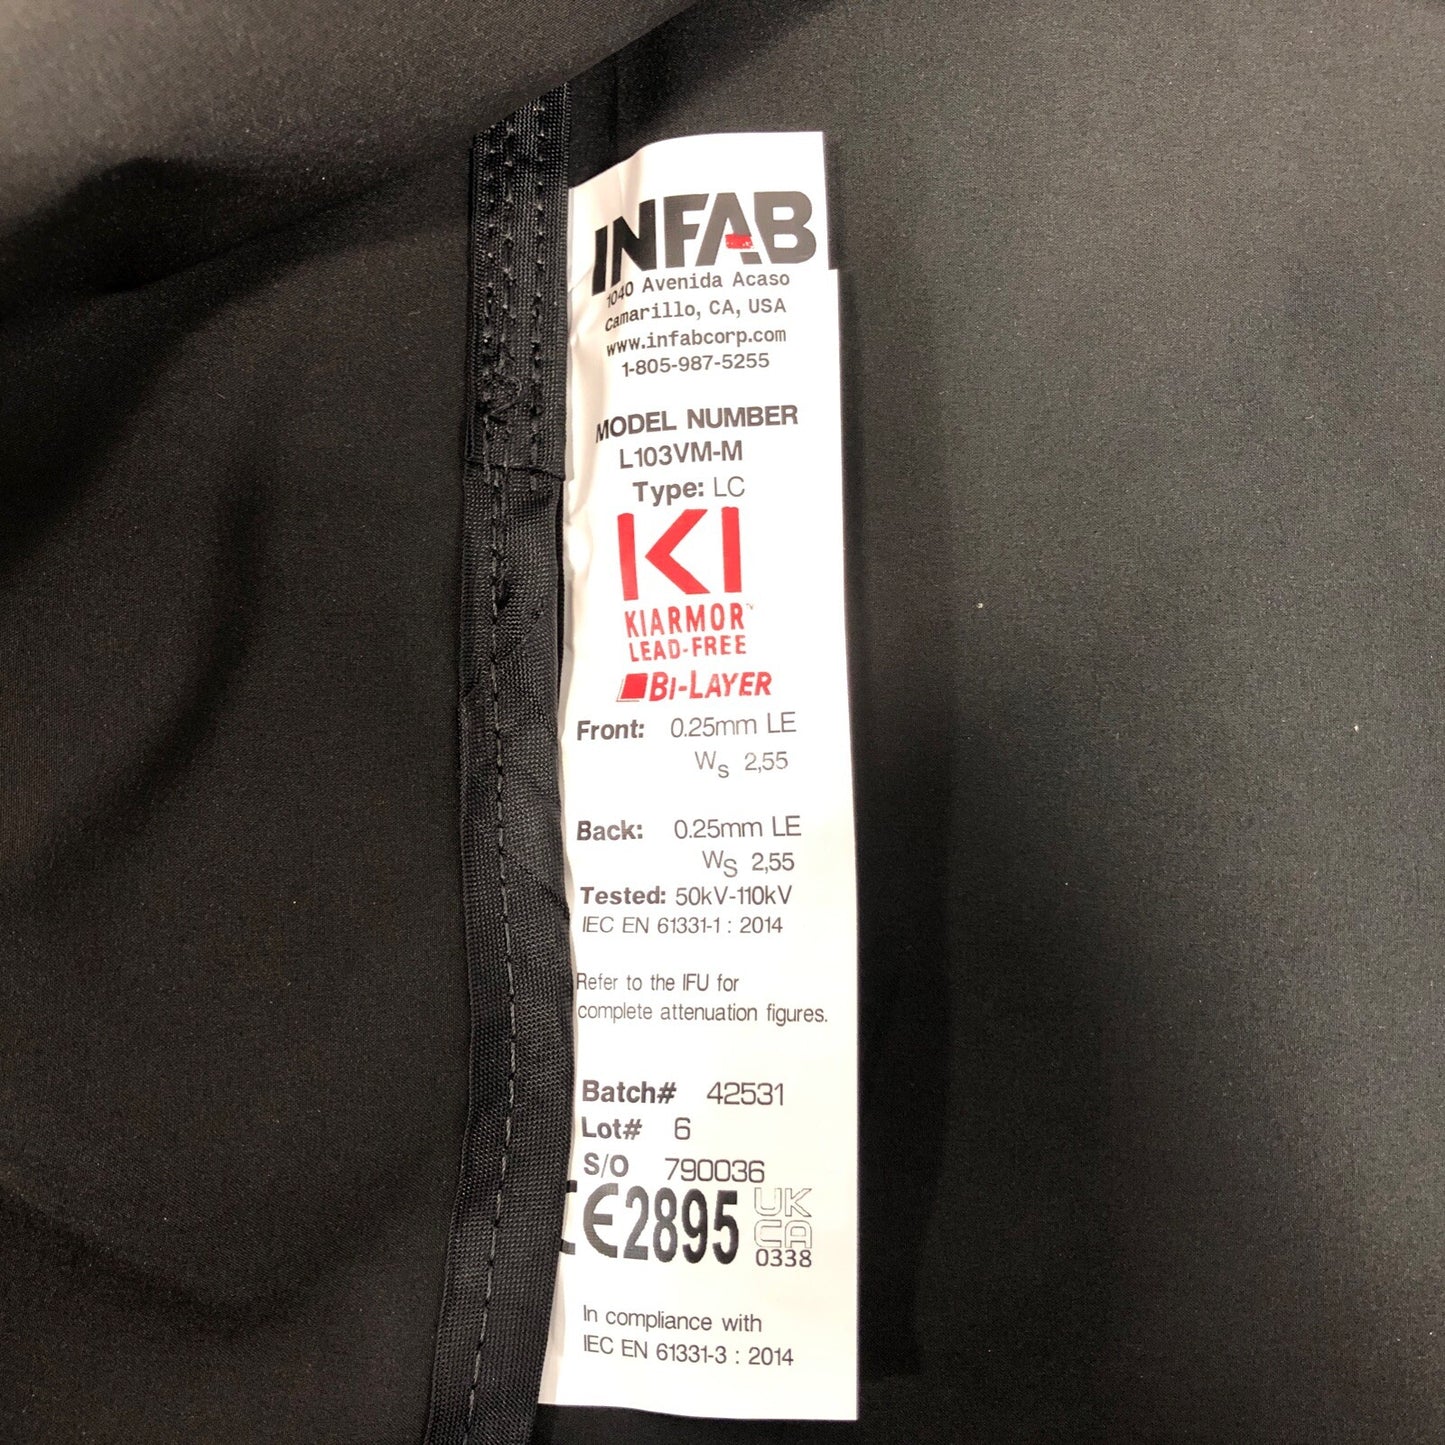 INFAB
1040 Avenida Acaso
Camarillo, CA, USA
www.infabcorp.com
1-805-987-5255
MODEL NUMBER
L103VM-M
Type: LC
KI
KIARMOR™
LEAD-FREE
BI-LAYER
Front: 0.25mm LE
WS 2,55
Back: 0.25mm LE
WS 2,55
Tested: 50kV-110kV
IEC EN 61331-1 : 2014
Refer to the IFU for
complete attenuation figures.
Batch# 42531
Lot# 6
S/O 790036
CE2895 UK
CA
0338
In compliance with
IEC EN 61331-3 : 2014